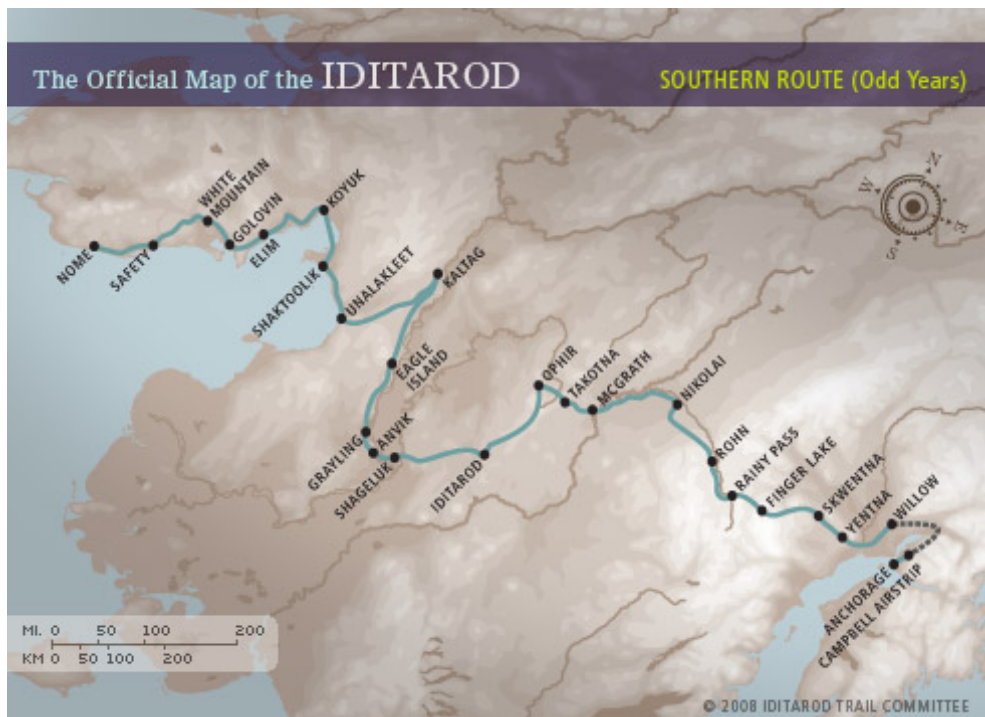 The Official Map of the IDITAROD
SOUTHERN ROUTE (Odd Years)
N
W
E
S
NOME
SAFETY
WHITE
MOUNTAIN
GOLOVIN
ELIM
KOYUK
SHAKTOOLIK
UNALAKLEET
KALTAG
EAGLE
ISLAND
GRAYLING
ANVIK
SHAGELUK
IDITAROD
OPHIR
TAKOTNA
MCGRATH
NIKOLAI
ROHN
RAINY PASS
FINGER LAKE
SKWENTNA
YENTNA
WILLOW
ANCHORAGE
CAMPBELL AIRSTRIP
MI. 0 50 100 200
KM 0 50 100 200
© 2008 IDITAROD TRAIL COMMITTEE